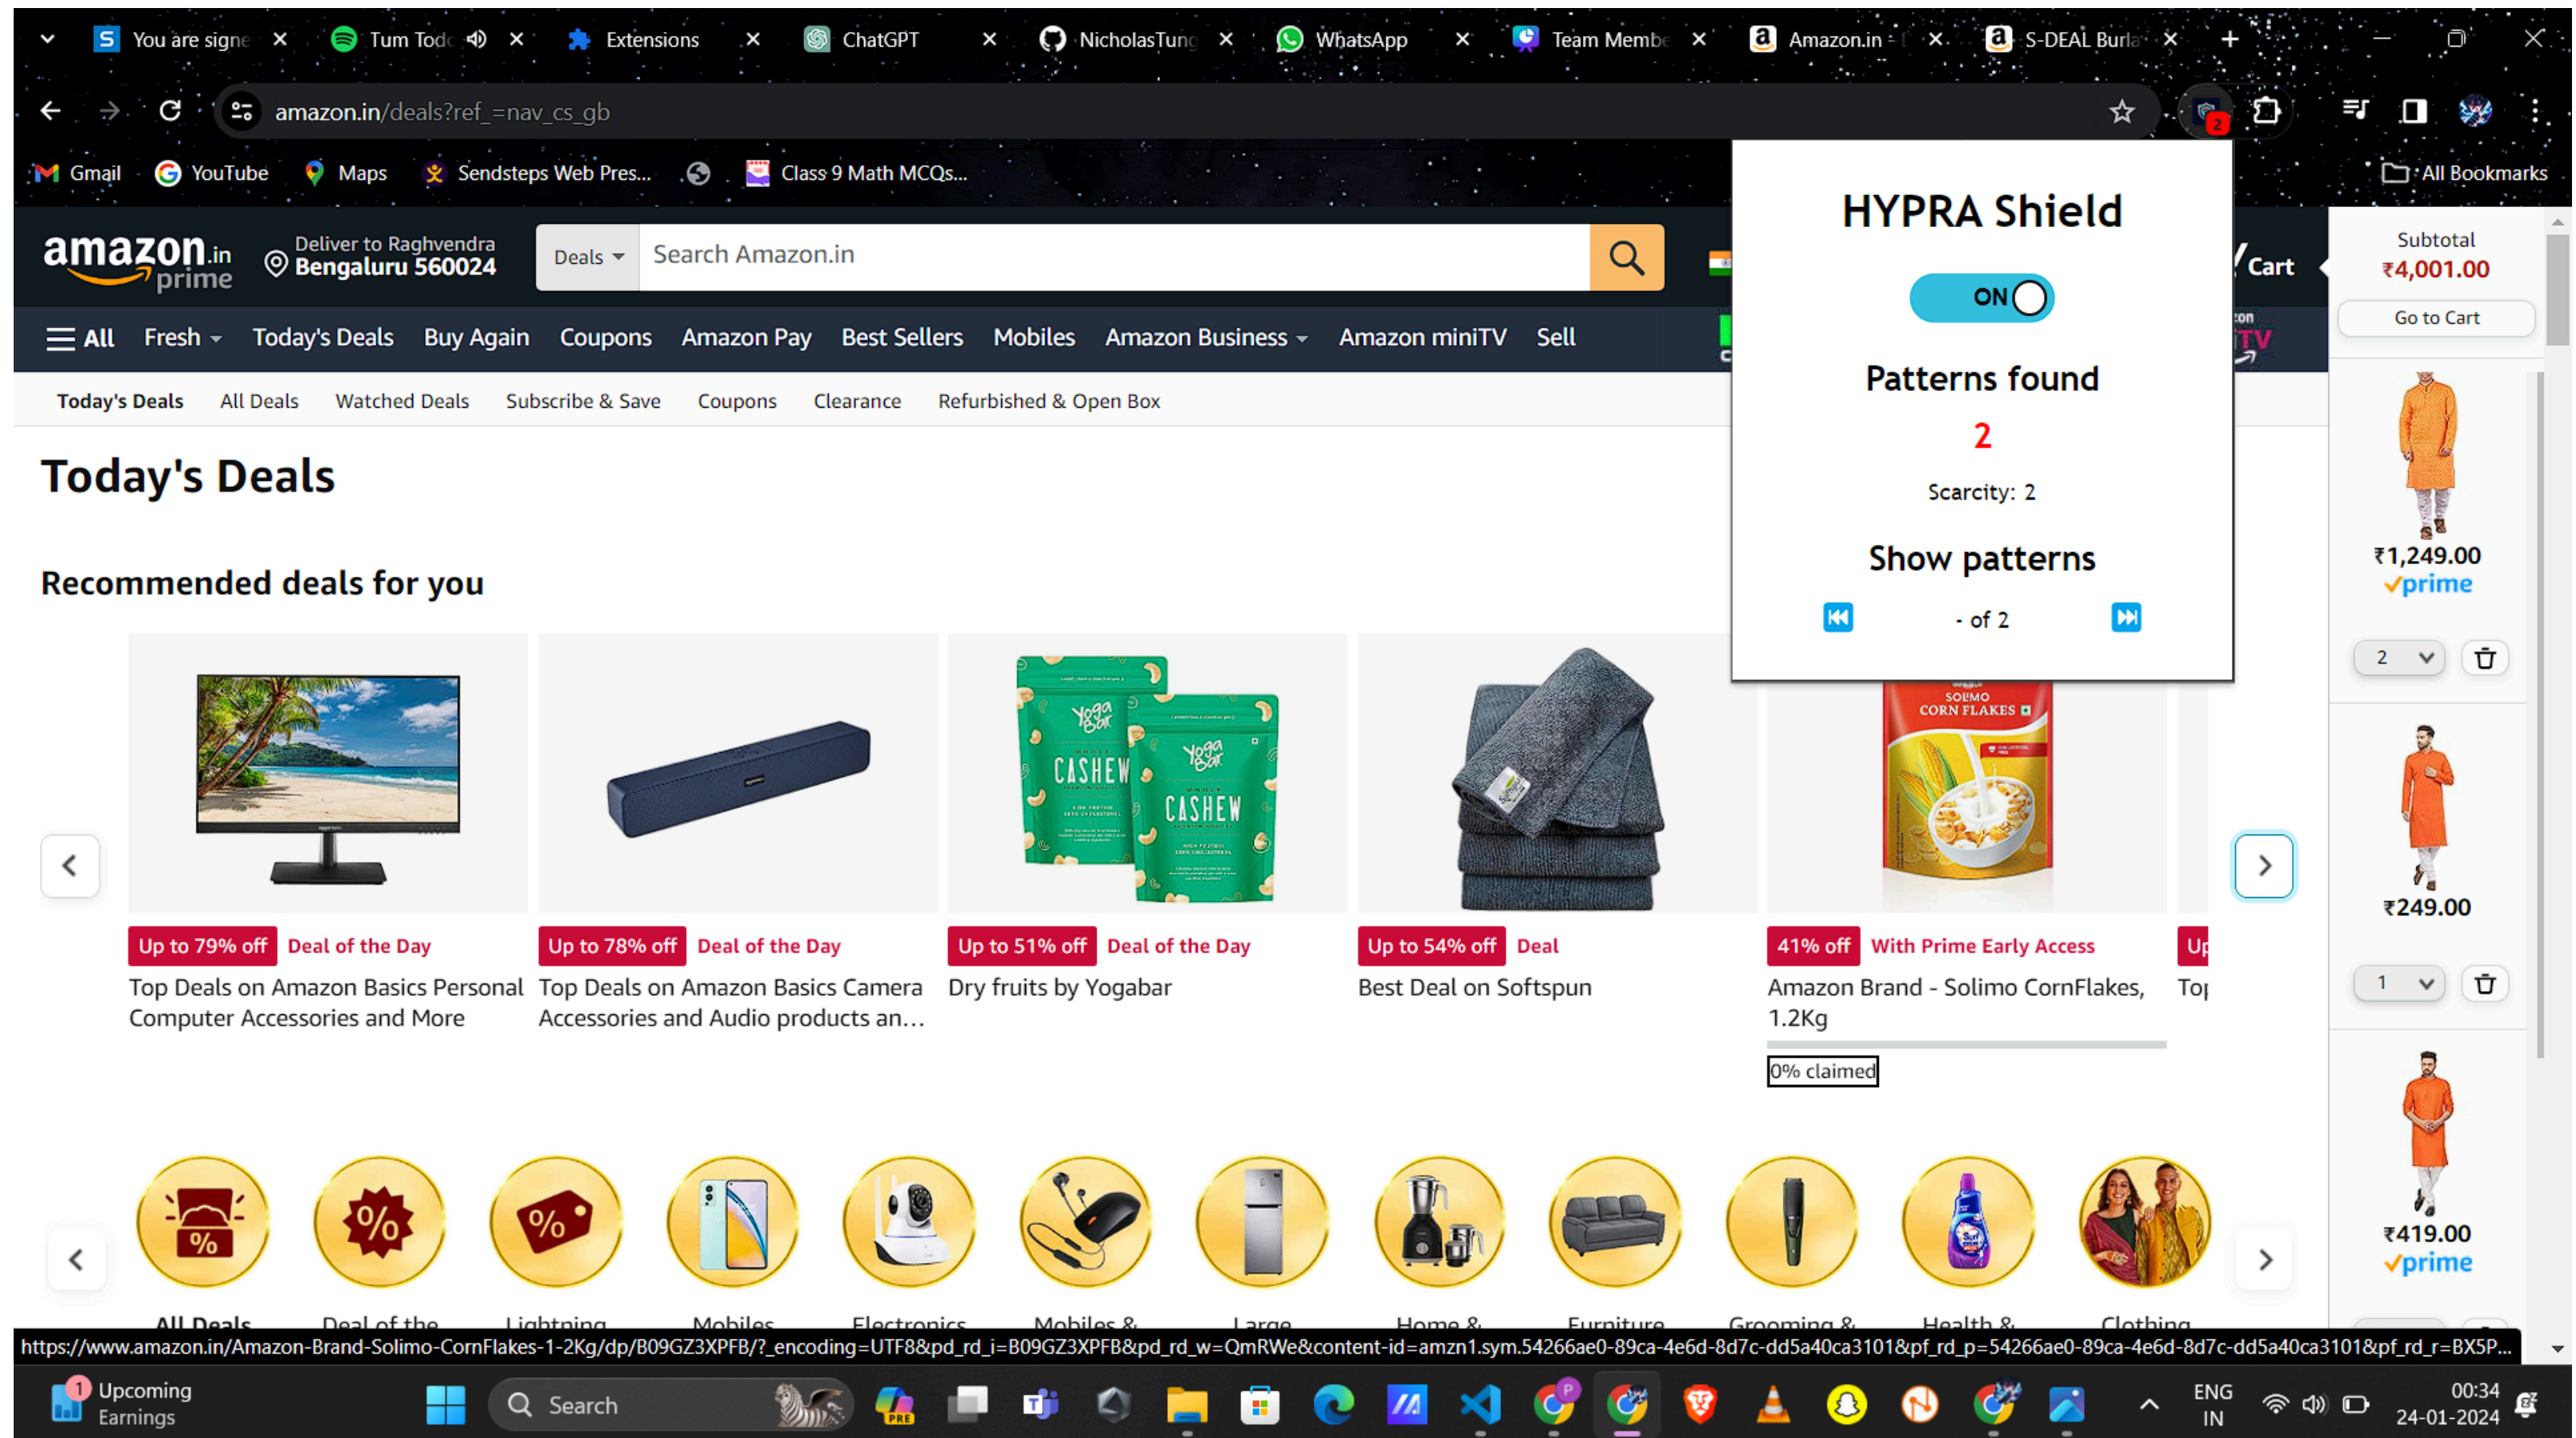 You are signe
Tum Todo
Extensions
ChatGPT
NicholasTung
WhatsApp
Team Membe
Amazon.in -
S-DEAL Burla
amazon.in/deals?ref_=nav_cs_gb
2
Gmail
YouTube
Maps
Sendsteps Web Pres...
Class 9 Math MCQs...
All Bookmarks
amazon.in
prime
Deliver to Raghvendra
Bengaluru 560024
Deals
Search Amazon.in
Cart
All
Fresh
Today's Deals
Buy Again
Coupons
Amazon Pay
Best Sellers
Mobiles
Amazon Business
Amazon miniTV
Sell
TV
Today's Deals
All Deals
Watched Deals
Subscribe & Save
Coupons
Clearance
Refurbished & Open Box
HYPRA Shield
ON
Patterns found
2
Scarcity: 2
Show patterns
- of 2
Subtotal
₹4,001.00
Go to Cart
₹1,249.00
prime
2
₹249.00
1
₹419.00
prime
Today's Deals
Recommended deals for you
Yoga
Bar
CASHEW
Yoga
Bar
WHOLE
CASHEW
SOLIMO
CORN FLAKES
Up to 79% off Deal of the Day
Top Deals on Amazon Basics Personal
Computer Accessories and More
Up to 78% off Deal of the Day
Top Deals on Amazon Basics Camera
Accessories and Audio products an...
Up to 51% off Deal of the Day
Dry fruits by Yogabar
Up to 54% off Deal
Best Deal on Softspun
41% off With Prime Early Access
Amazon Brand - Solimo CornFlakes,
1.2Kg
0% claimed
Up
Top
All Deals
Deal of the
Lightning
Mobiles
Electronics
Mobiles &
Large
Home &
Furniture
Grooming &
Health &
Clothing
https://www.amazon.in/Amazon-Brand-Solimo-CornFlakes-1-2Kg/dp/B09GZ3XPFB/?_encoding=UTF8&pd_rd_i=B09GZ3XPFB&pd_rd_w=QmRWe&content-id=amzn1.sym.54266ae0-89ca-4e6d-8d7c-dd5a40ca3101&pf_rd_p=54266ae0-89ca-4e6d-8d7c-dd5a40ca3101&pf_rd_r=BX5P...
1
Upcoming
Earnings
Search
PRE
ENG
IN
00:34
24-01-2024